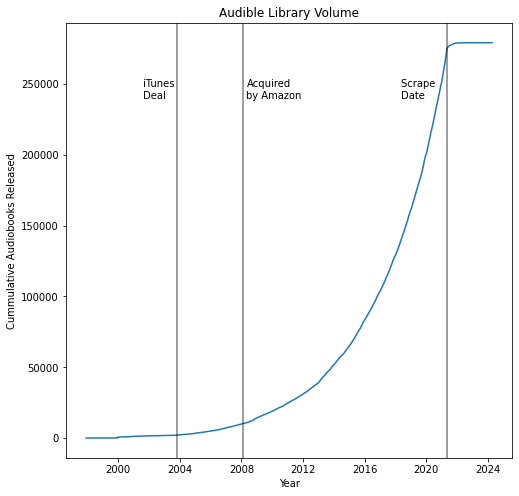 Audible Library Volume
250000
200000
150000
100000
50000
0
Cummulative Audiobooks Released
iTunes
Deal
Acquired
by Amazon
Scrape
Date
2000 2004 2008 2012 2016 2020 2024
Year